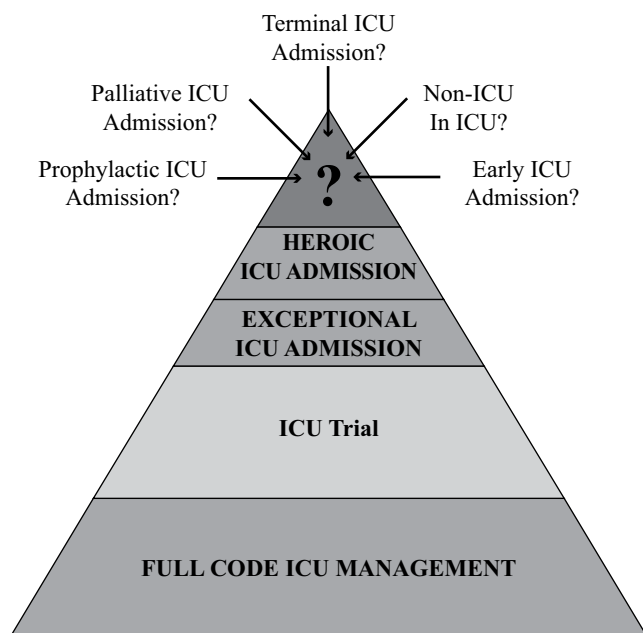 Terminal ICU
Admission?
Palliative ICU
Admission?
Non-ICU
In ICU?
Prophylactic ICU
Admission?
Early ICU
Admission?
?
HEROIC
ICU ADMISSION
EXCEPTIONAL
ICU ADMISSION
ICU Trial
FULL CODE ICU MANAGEMENT